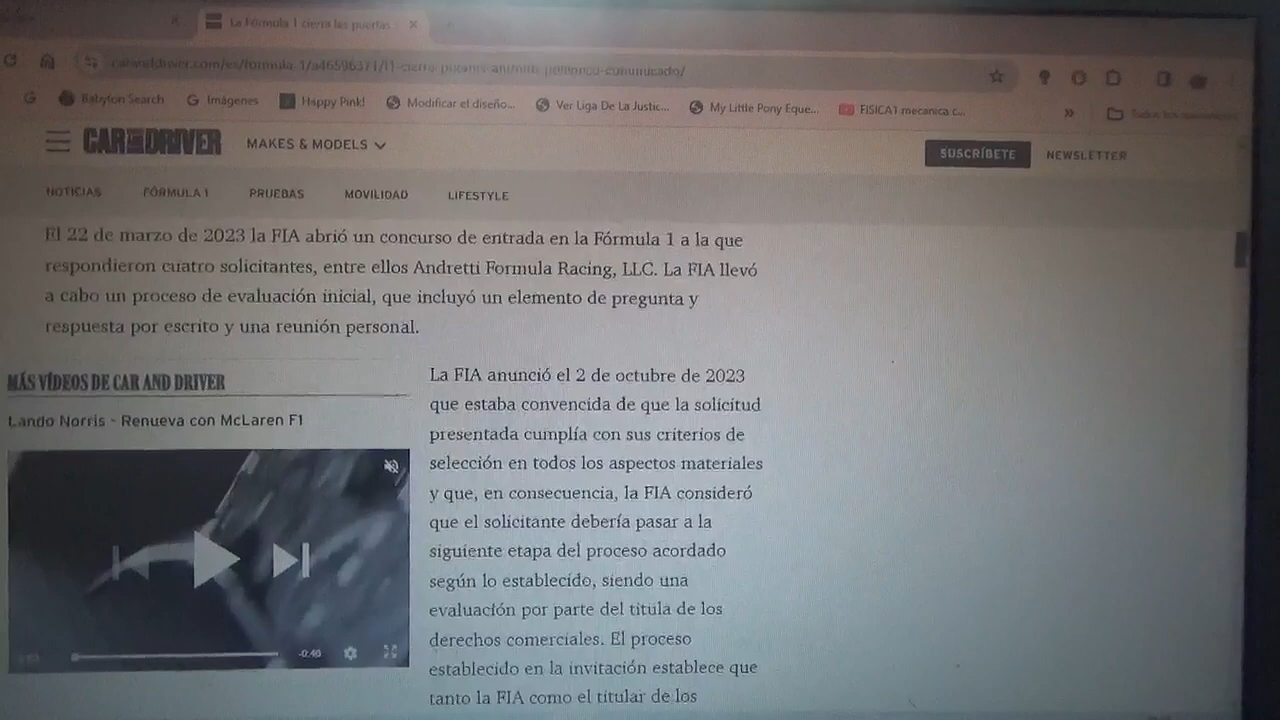 La Fórmula 1 cierra las puertas
Babylon Search
Imágenes
Happy Pink!
Modificar el diseño...
Ver Liga De La Justic...
My Little Pony Eque...
FISICA1 mecanica c...
CAR AND DRIVER
MAKES & MODELS
SUSCRÍBETE
NEWSLETTER
NOTICIAS
FÓRMULA 1
PRUEBAS
MOVILIDAD
LIFESTYLE
El 22 de marzo de 2023 la FIA abrió un concurso de entrada en la Fórmula 1 a la que
respondieron cuatro solicitantes, entre ellos Andretti Formula Racing, LLC. La FIA llevó
a cabo un proceso de evaluación inicial, que incluyó un elemento de pregunta y
respuesta por escrito y una reunión personal.
MÁS VÍDEOS DE CAR AND DRIVER
Lando Norris - Renueva con McLaren F1
-0:46
La FIA anunció el 2 de octubre de 2023
que estaba convencida de que la solicitud
presentada cumplía con sus criterios de
selección en todos los aspectos materiales
y que, en consecuencia, la FIA consideró
que el solicitante debería pasar a la
siguiente etapa del proceso acordado
según lo establecido, siendo una
evaluación por parte del titula de los
derechos comerciales. El proceso
establecido en la invitación establece que
tanto la FIA como el titular de los